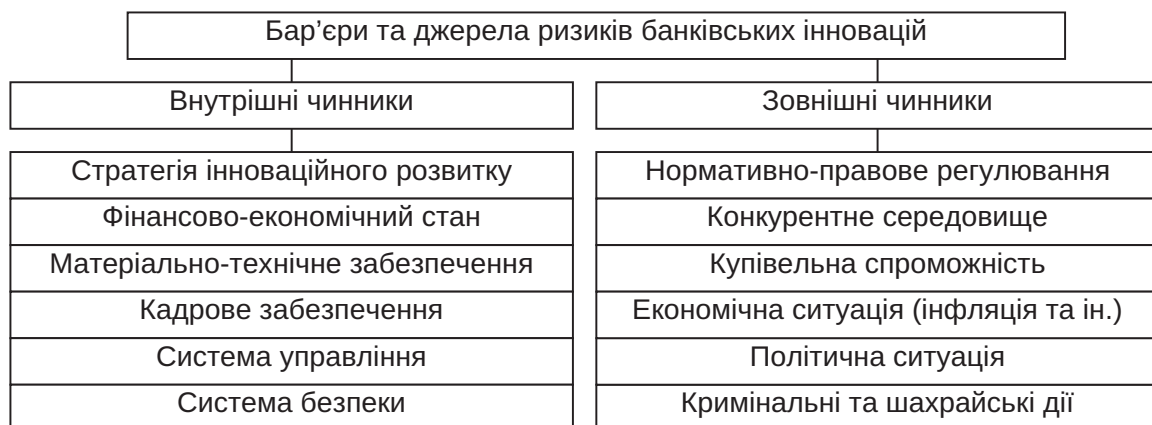 Бар’єри та джерела ризиків банківських інновацій
Внутрішні чинники
Стратегія інноваційного розвитку
Фінансово-економічний стан
Матеріально-технічне забезпечення
Кадрове забезпечення
Система управління
Система безпеки
Зовнішні чинники
Нормативно-правове регулювання
Конкурентне середовище
Купівельна спроможність
Економічна ситуація (інфляція та ін.)
Політична ситуація
Кримінальні та шахрайські дії